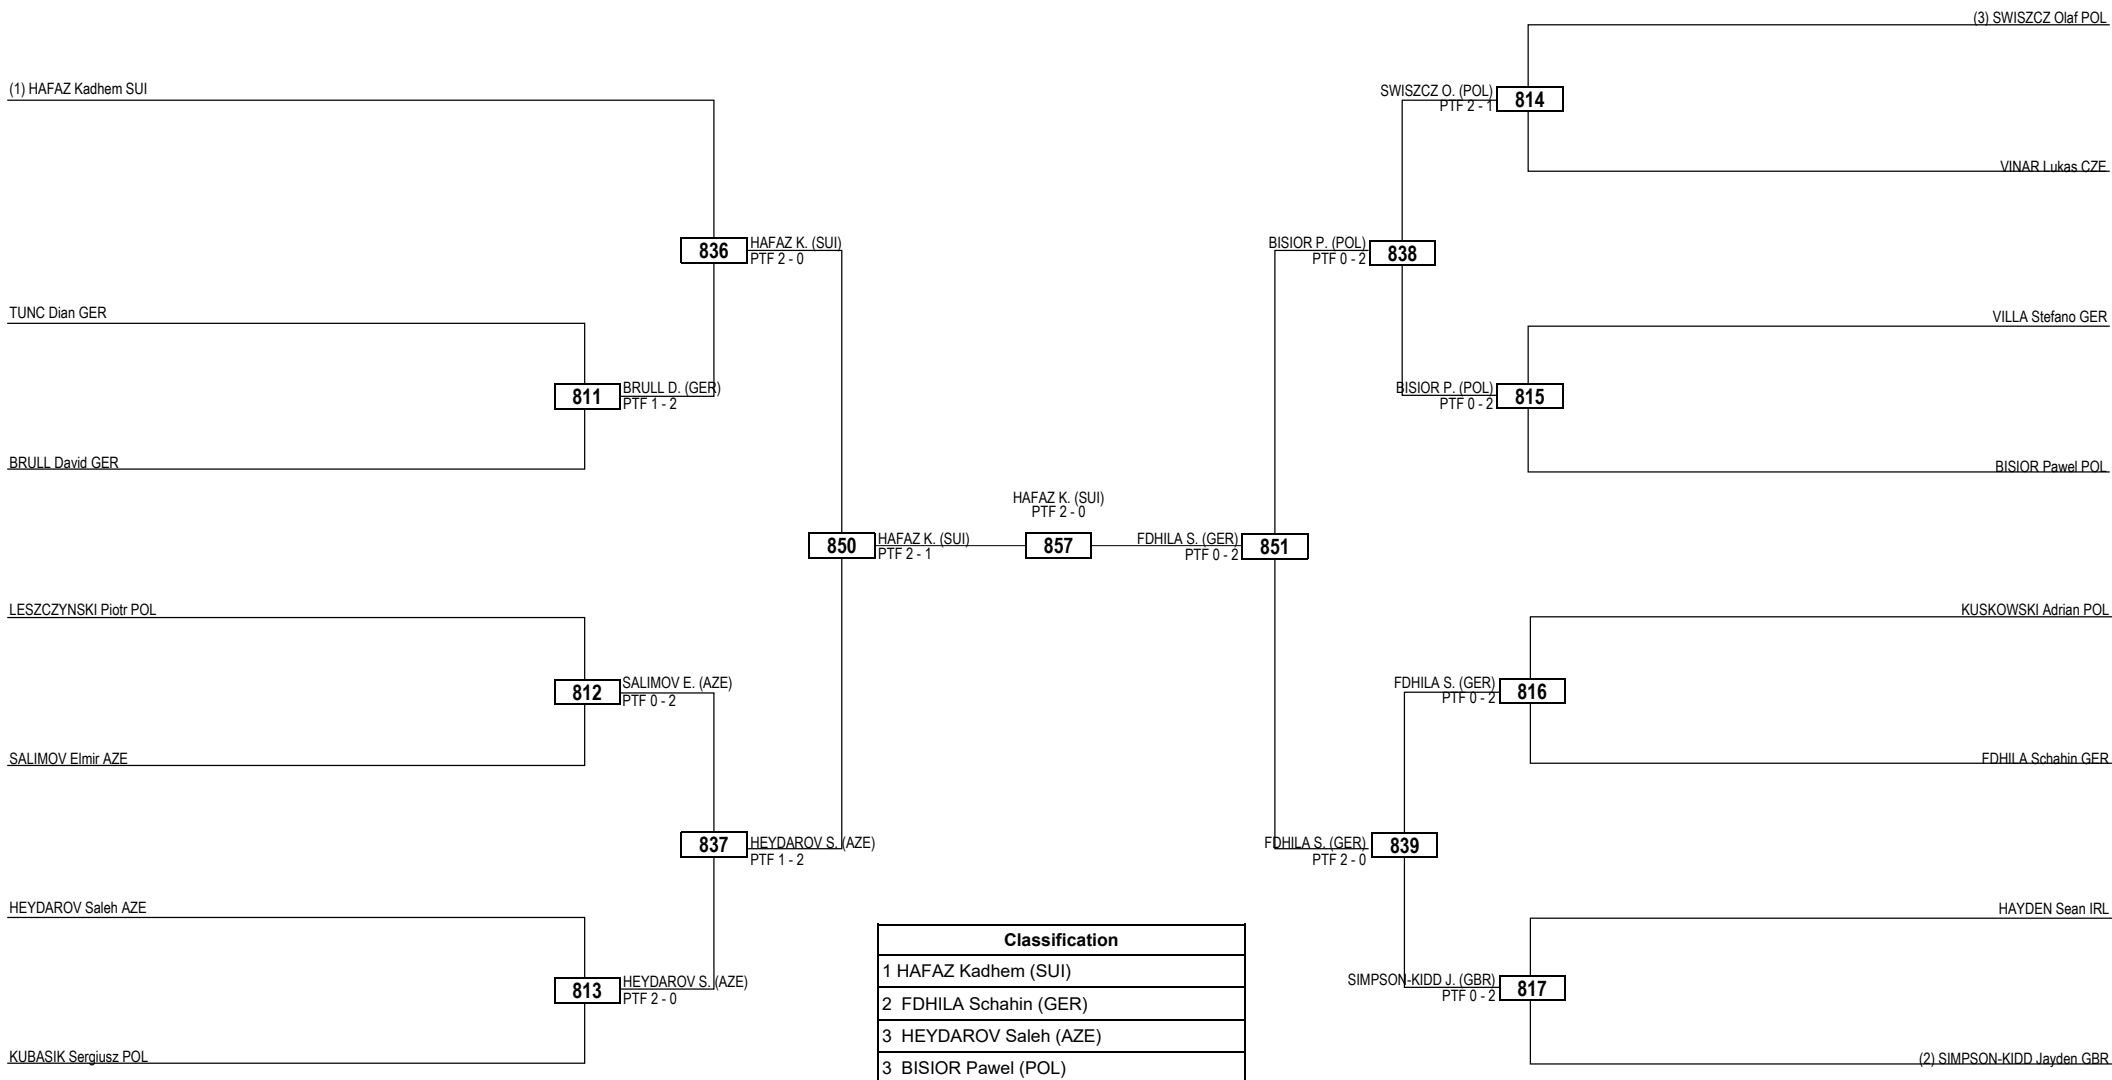 (3) SWISZCZ Olaf POL
(1) HAFAZ Kadhem SUI
SWISZCZ O. (POL)
PTF 2 - 1
814
VINAR Lukas CZE
836
HAFAZ K. (SUI)
PTF 2 - 0
BISIOR P. (POL)
PTF 0 - 2
838
TUNC Dian GER
VILLA Stefano GER
811
BRULL D. (GER)
PTF 1 - 2
BISIOR P. (POL)
PTF 0 - 2
815
BRULL David GER
BISIOR Pawel POL
HAFAZ K. (SUI)
PTF 2 - 0
850
HAFAZ K. (SUI)
PTF 2 - 1
857
FDHILA S. (GER)
PTF 0 - 2
851
LESZCZYNSKI Piotr POL
KUSKOWSKI Adrian POL
812
SALIMOV E. (AZE)
PTF 0 - 2
FDHILA S. (GER)
PTF 0 - 2
816
SALIMOV Elmir AZE
FDHILA Schahin GER
837
HEYDAROV S. (AZE)
PTF 1 - 2
FDHILA S. (GER)
PTF 2 - 0
839
HEYDAROV Saleh AZE
HAYDEN Sean IRL
813
HEYDAROV S. (AZE)
PTF 2 - 0
SIMPSON-KIDD J. (GBR)
PTF 0 - 2
817
KUBASIK Sergiusz POL
(2) SIMPSON-KIDD Jayden GBR
Classification
1 HAFAZ Kadhem (SUI)
2 FDHILA Schahin (GER)
3 HEYDAROV Saleh (AZE)
3 BISIOR Pawel (POL)